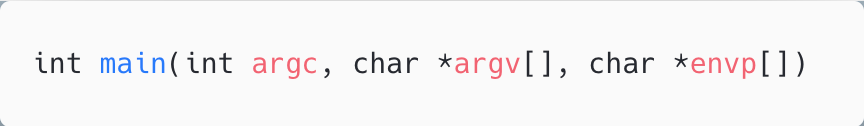 int main(int argc, char *argv[], char *envp[])